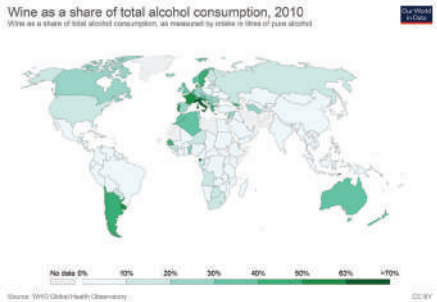 Wine as a share of total alcohol consumption, 2010
Wine as a share of total alcohol consumption, as measured by intake in litres of pure alcohol.
Our World
in Data
No data 0% 10% 20% 30% 40% 50% 60% >70%
Source: WHO Global Health Observatory
CC BY